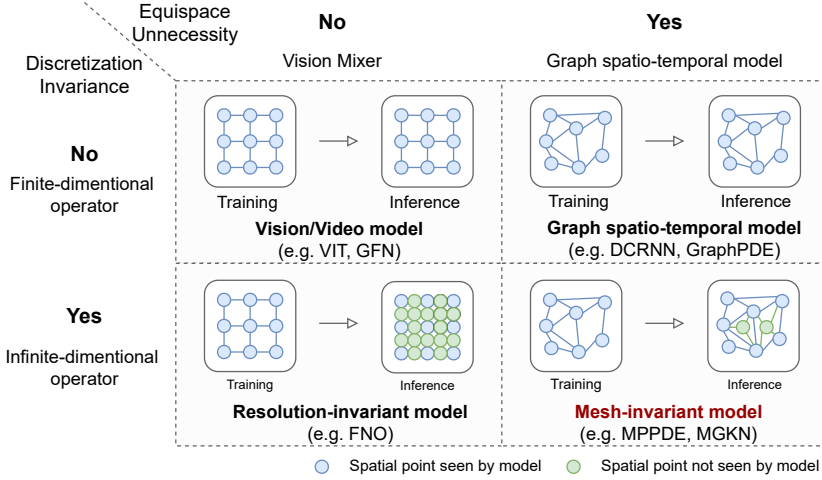 Equispace
Unnecessity
No
Yes
Discretization
Invariance
Vision Mixer
Graph spatio-temporal model
No
Finite-dimentional
operator
Training
Inference
Training
Inference
Vision/Video model
(e.g. VIT, GFN)
Graph spatio-temporal model
(e.g. DCRNN, GraphPDE)
Yes
Infinite-dimentional
operator
Training
Inference
Training
Inference
Resolution-invariant model
(e.g. FNO)
Mesh-invariant model
(e.g. MPPDE, MGKN)
Spatial point seen by model
Spatial point not seen by model